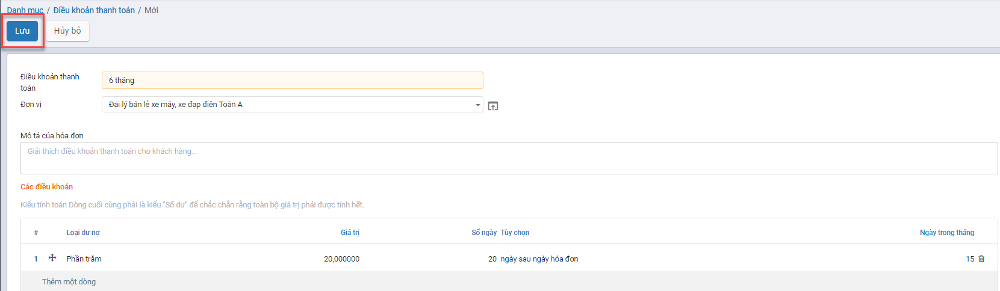 Danh mục / Điều khoản thanh toán / Mới
Lưu Hủy bỏ
Điều khoản thanh toán
6 tháng
Đơn vị
Đại lý bán lẻ xe máy, xe đạp điện Toàn A
Mô tả của hóa đơn
Giải thích điều khoản thanh toán cho khách hàng...
Các điều khoản
Kiểu tính toán Dòng cuối cùng phải là kiểu "Số dư" để chắc chắn rằng toàn bộ giá trị phải được tính hết.
# Loại dư nợ Giá trị Số ngày Tùy chọn Ngày trong tháng
1 Phần trăm 20,000000 20 ngày sau ngày hóa đơn 15
Thêm một dòng